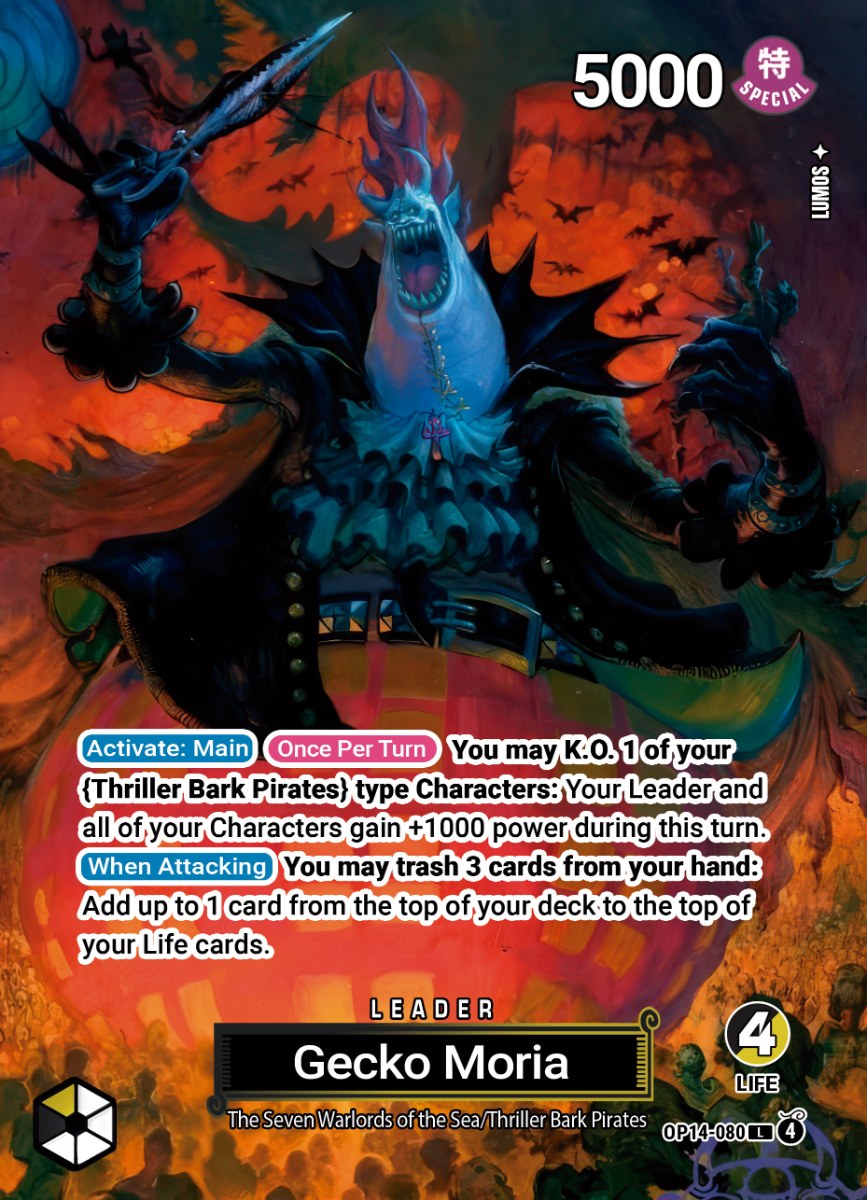 5000
特
SPECIAL
LUMOS
Activate: Main Once Per Turn You may K.O. 1 of your
{Thriller Bark Pirates} type Characters: Your Leader and
all of your Characters gain +1000 power during this turn.
When Attacking You may trash 3 cards from your hand:
Add up to 1 card from the top of your deck to the top of
your Life cards.
LEADER
Gecko Moria
4
LIFE
The Seven Warlords of the Sea/Thriller Bark Pirates
OP14-080 L 4